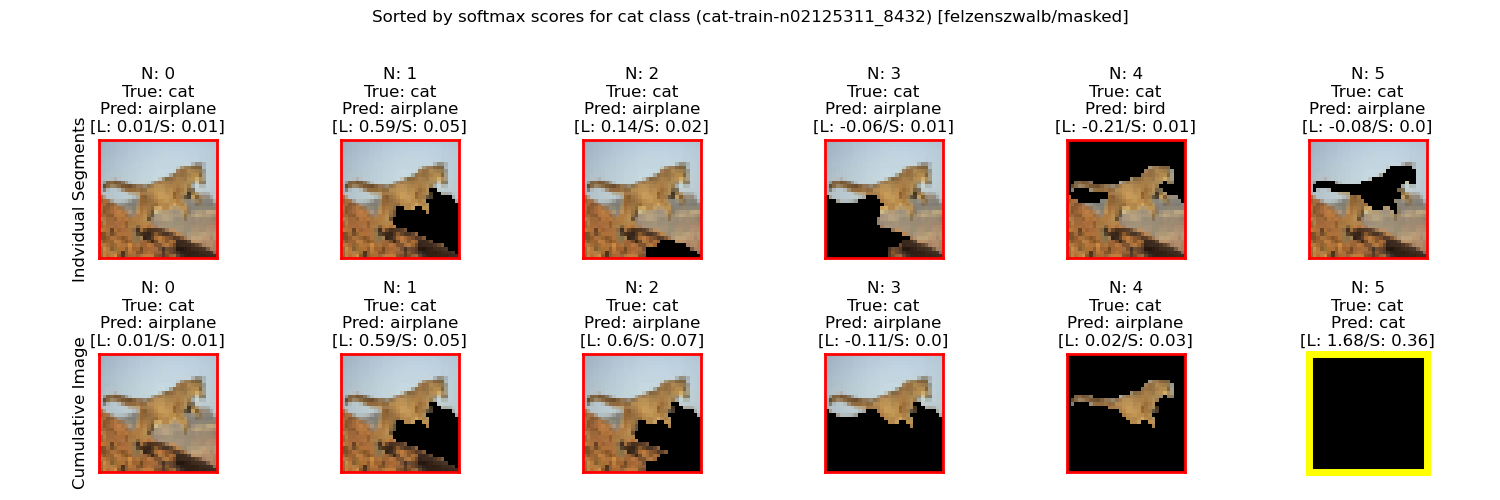 Sorted by softmax scores for cat class (cat-train-n02125311_8432) [felzenszwalb/masked]
Indvidual Segments
N: 0
True: cat
Pred: airplane
[L: 0.01/S: 0.01]
N: 1
True: cat
Pred: airplane
[L: 0.59/S: 0.05]
N: 2
True: cat
Pred: airplane
[L: 0.14/S: 0.02]
N: 3
True: cat
Pred: airplane
[L: -0.06/S: 0.01]
N: 4
True: cat
Pred: bird
[L: -0.21/S: 0.01]
N: 5
True: cat
Pred: airplane
[L: -0.08/S: 0.0]
Cumulative Image
N: 0
True: cat
Pred: airplane
[L: 0.01/S: 0.01]
N: 1
True: cat
Pred: airplane
[L: 0.59/S: 0.05]
N: 2
True: cat
Pred: airplane
[L: 0.6/S: 0.07]
N: 3
True: cat
Pred: airplane
[L: -0.11/S: 0.0]
N: 4
True: cat
Pred: airplane
[L: 0.02/S: 0.03]
N: 5
True: cat
Pred: cat
[L: 1.68/S: 0.36]